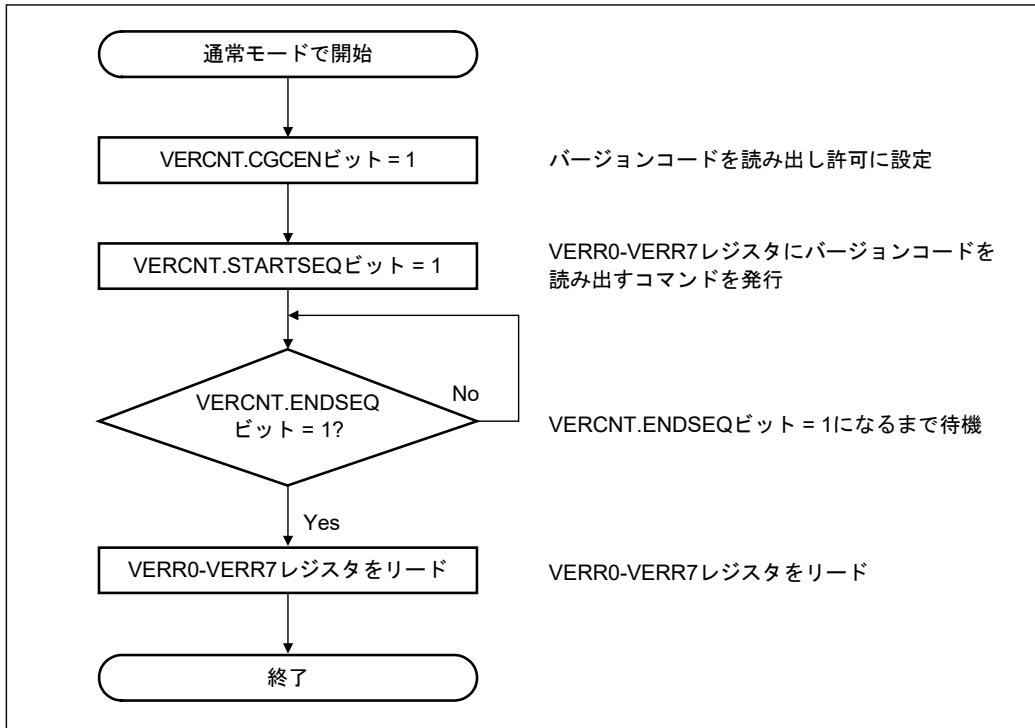 通常モードで開始
VERCNT.CGCENビット = 1
バージョンコードを読み出し許可に設定
VERCNT.STARTSEQビット = 1
VERR0-VERR7レジスタにバージョンコードを
読み出すコマンドを発行
VERCNT.ENDSEQ
ビット = 1?
No
VERCNT.ENDSEQビット = 1になるまで待機
Yes
VERR0-VERR7レジスタをリード
VERR0-VERR7レジスタをリード
終了